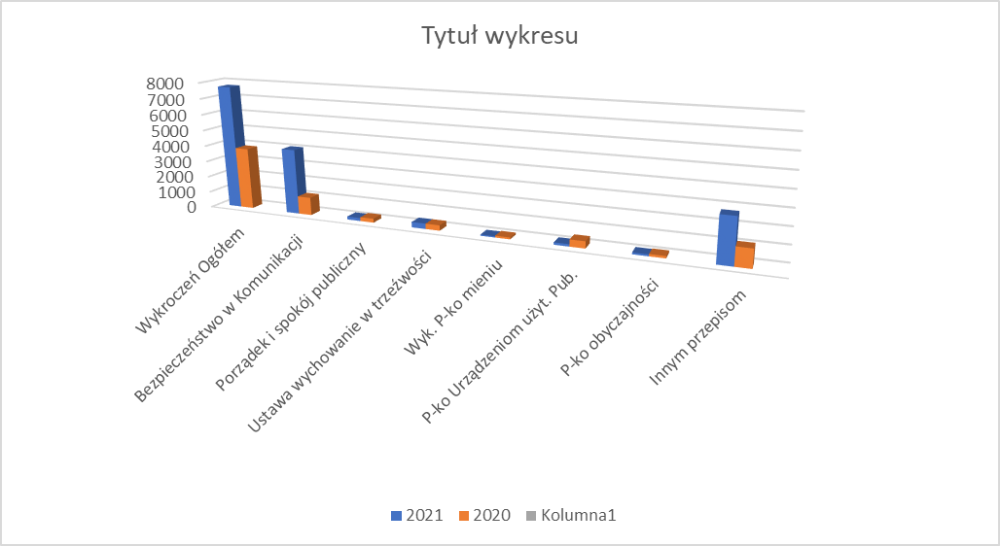 Tytuł wykresu
8000
7000
6000
5000
4000
3000
2000
1000
0
Wykroczeń Ogółem
Bezpieczeństwo w Komunikacji
Porządek i spokój publiczny
Ustawa wychowanie w trzeźwości
Wyk. P-ko mieniu
P-ko Urządzeniom użyt. Pub.
P-ko obyczajności
Innym przepisom
2021 2020 Kolumna1